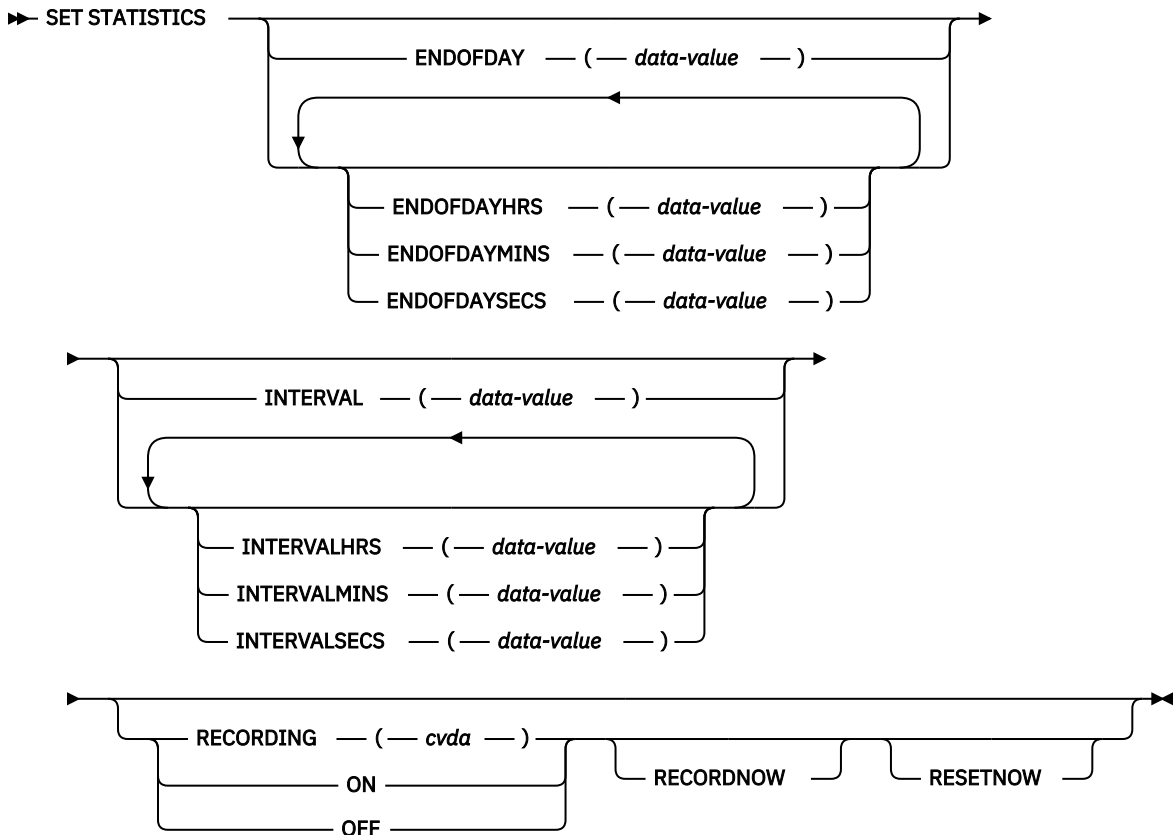 SET STATISTICS
ENDOFDAY ( data-value )
ENDOFDAYHRS ( data-value )
ENDOFDAYMINS ( data-value )
ENDOFDAYSECS ( data-value )
INTERVAL ( data-value )
INTERVALHRS ( data-value )
INTERVALMINS ( data-value )
INTERVALSECS ( data-value )
RECORDING ( cvda )
ON
OFF
RECORDNOW
RESETNOW